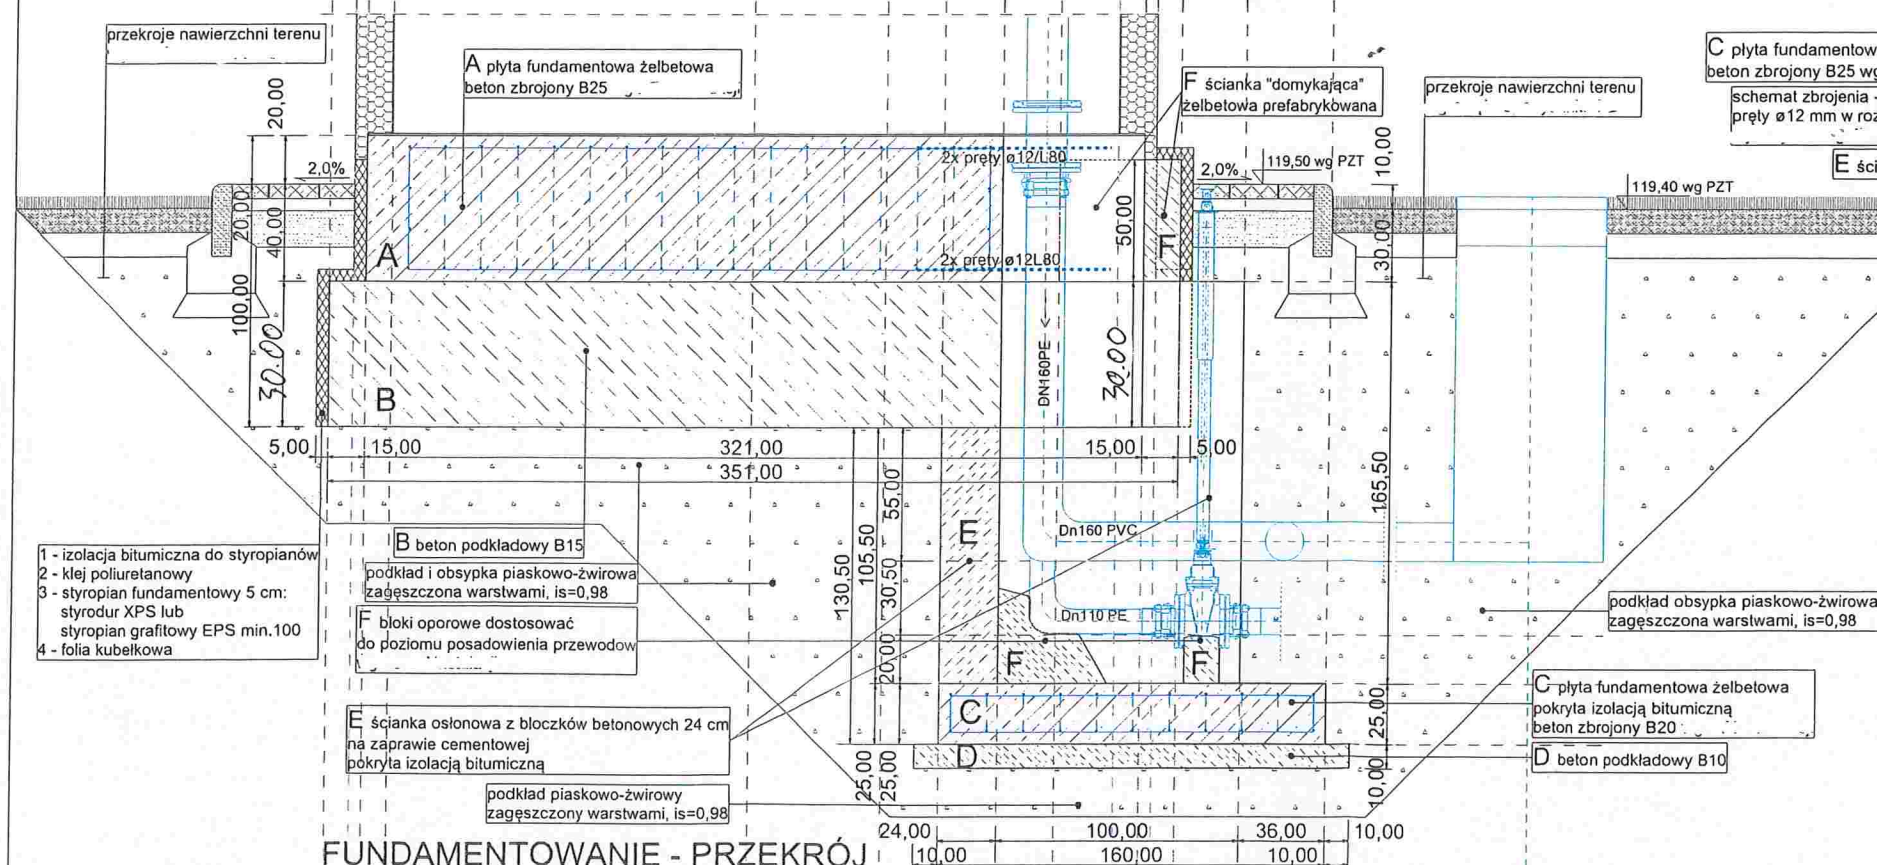 przekroje nawierzchni terenu
A płyta fundamentowa żelbetowa
beton zbrojony B25
F ścianka "domykająca"
żelbetowa prefabrykowana
przekroje nawierzchni terenu
C płyta fundamentow
beton zbrojony B25 wg
schemat zbrojenia -
pręty ø12 mm w roz
E ści
20,00
2,0%
20,00
40,00
100,00
30.00
2x pręty ø12/L80
2x pręty ø12L80
50,00
30.00
DN160PE
2,0%
119,50 wg PZT
10,00
30,00
119,40 wg PZT
A
F
B
5,00
15,00
321,00
351,00
15,00
5,00
165,50
55,00
105,50
130,50
30,50
20,00
E
Dn160 PVC
Dn110 PE
1 - izolacja bitumiczna do styropianów
2 - klej poliuretanowy
3 - styropian fundamentowy 5 cm:
styrodur XPS lub
styropian grafitowy EPS min.100
4 - folia kubełkowa
B beton podkładowy B15
podkład i obsypka piaskowo-żwirowa
zagęszczona warstwami, is=0,98
F bloki oporowe dostosować
do poziomu posadowienia przewodow
podkład obsypka piaskowo-żwirowa
zagęszczona warstwami, is=0,98
F
F
C
D
E ścianka osłonowa z bloczków betonowych 24 cm
na zaprawie cementowej
pokryta izolacją bitumiczną
C płyta fundamentowa żelbetowa
pokryta izolacją bitumiczną
beton zbrojony B20
D beton podkładowy B10
25,00
10,00
25,00
25,00
podkład piaskowo-żwirowy
zagęszczony warstwami, is=0,98
24,00
100,00
36,00
10,00
10,00
160,00
10,00
FUNDAMENTOWANIE - PRZEKRÓJ